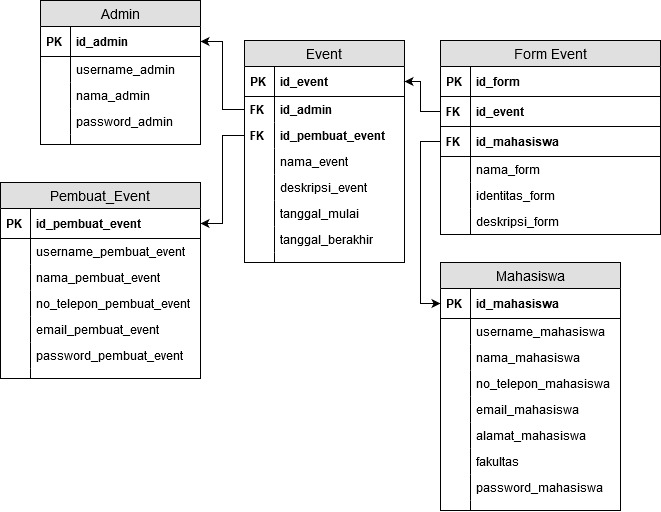 Admin
PK id_admin
username_admin
nama_admin
password_admin
Pembuat_Event
PK id_pembuat_event
username_pembuat_event
nama_pembuat_event
no_telepon_pembuat_event
email_pembuat_event
password_pembuat_event
Event
PK id_event
FK id_admin
FK id_pembuat_event
nama_event
deskripsi_event
tanggal_mulai
tanggal_berakhir
Form Event
PK id_form
FK id_event
FK id_mahasiswa
nama_form
identitas_form
deskripsi_form
Mahasiswa
PK id_mahasiswa
username_mahasiswa
nama_mahasiswa
no_telepon_mahasiswa
email_mahasiswa
alamat_mahasiswa
fakultas
password_mahasiswa